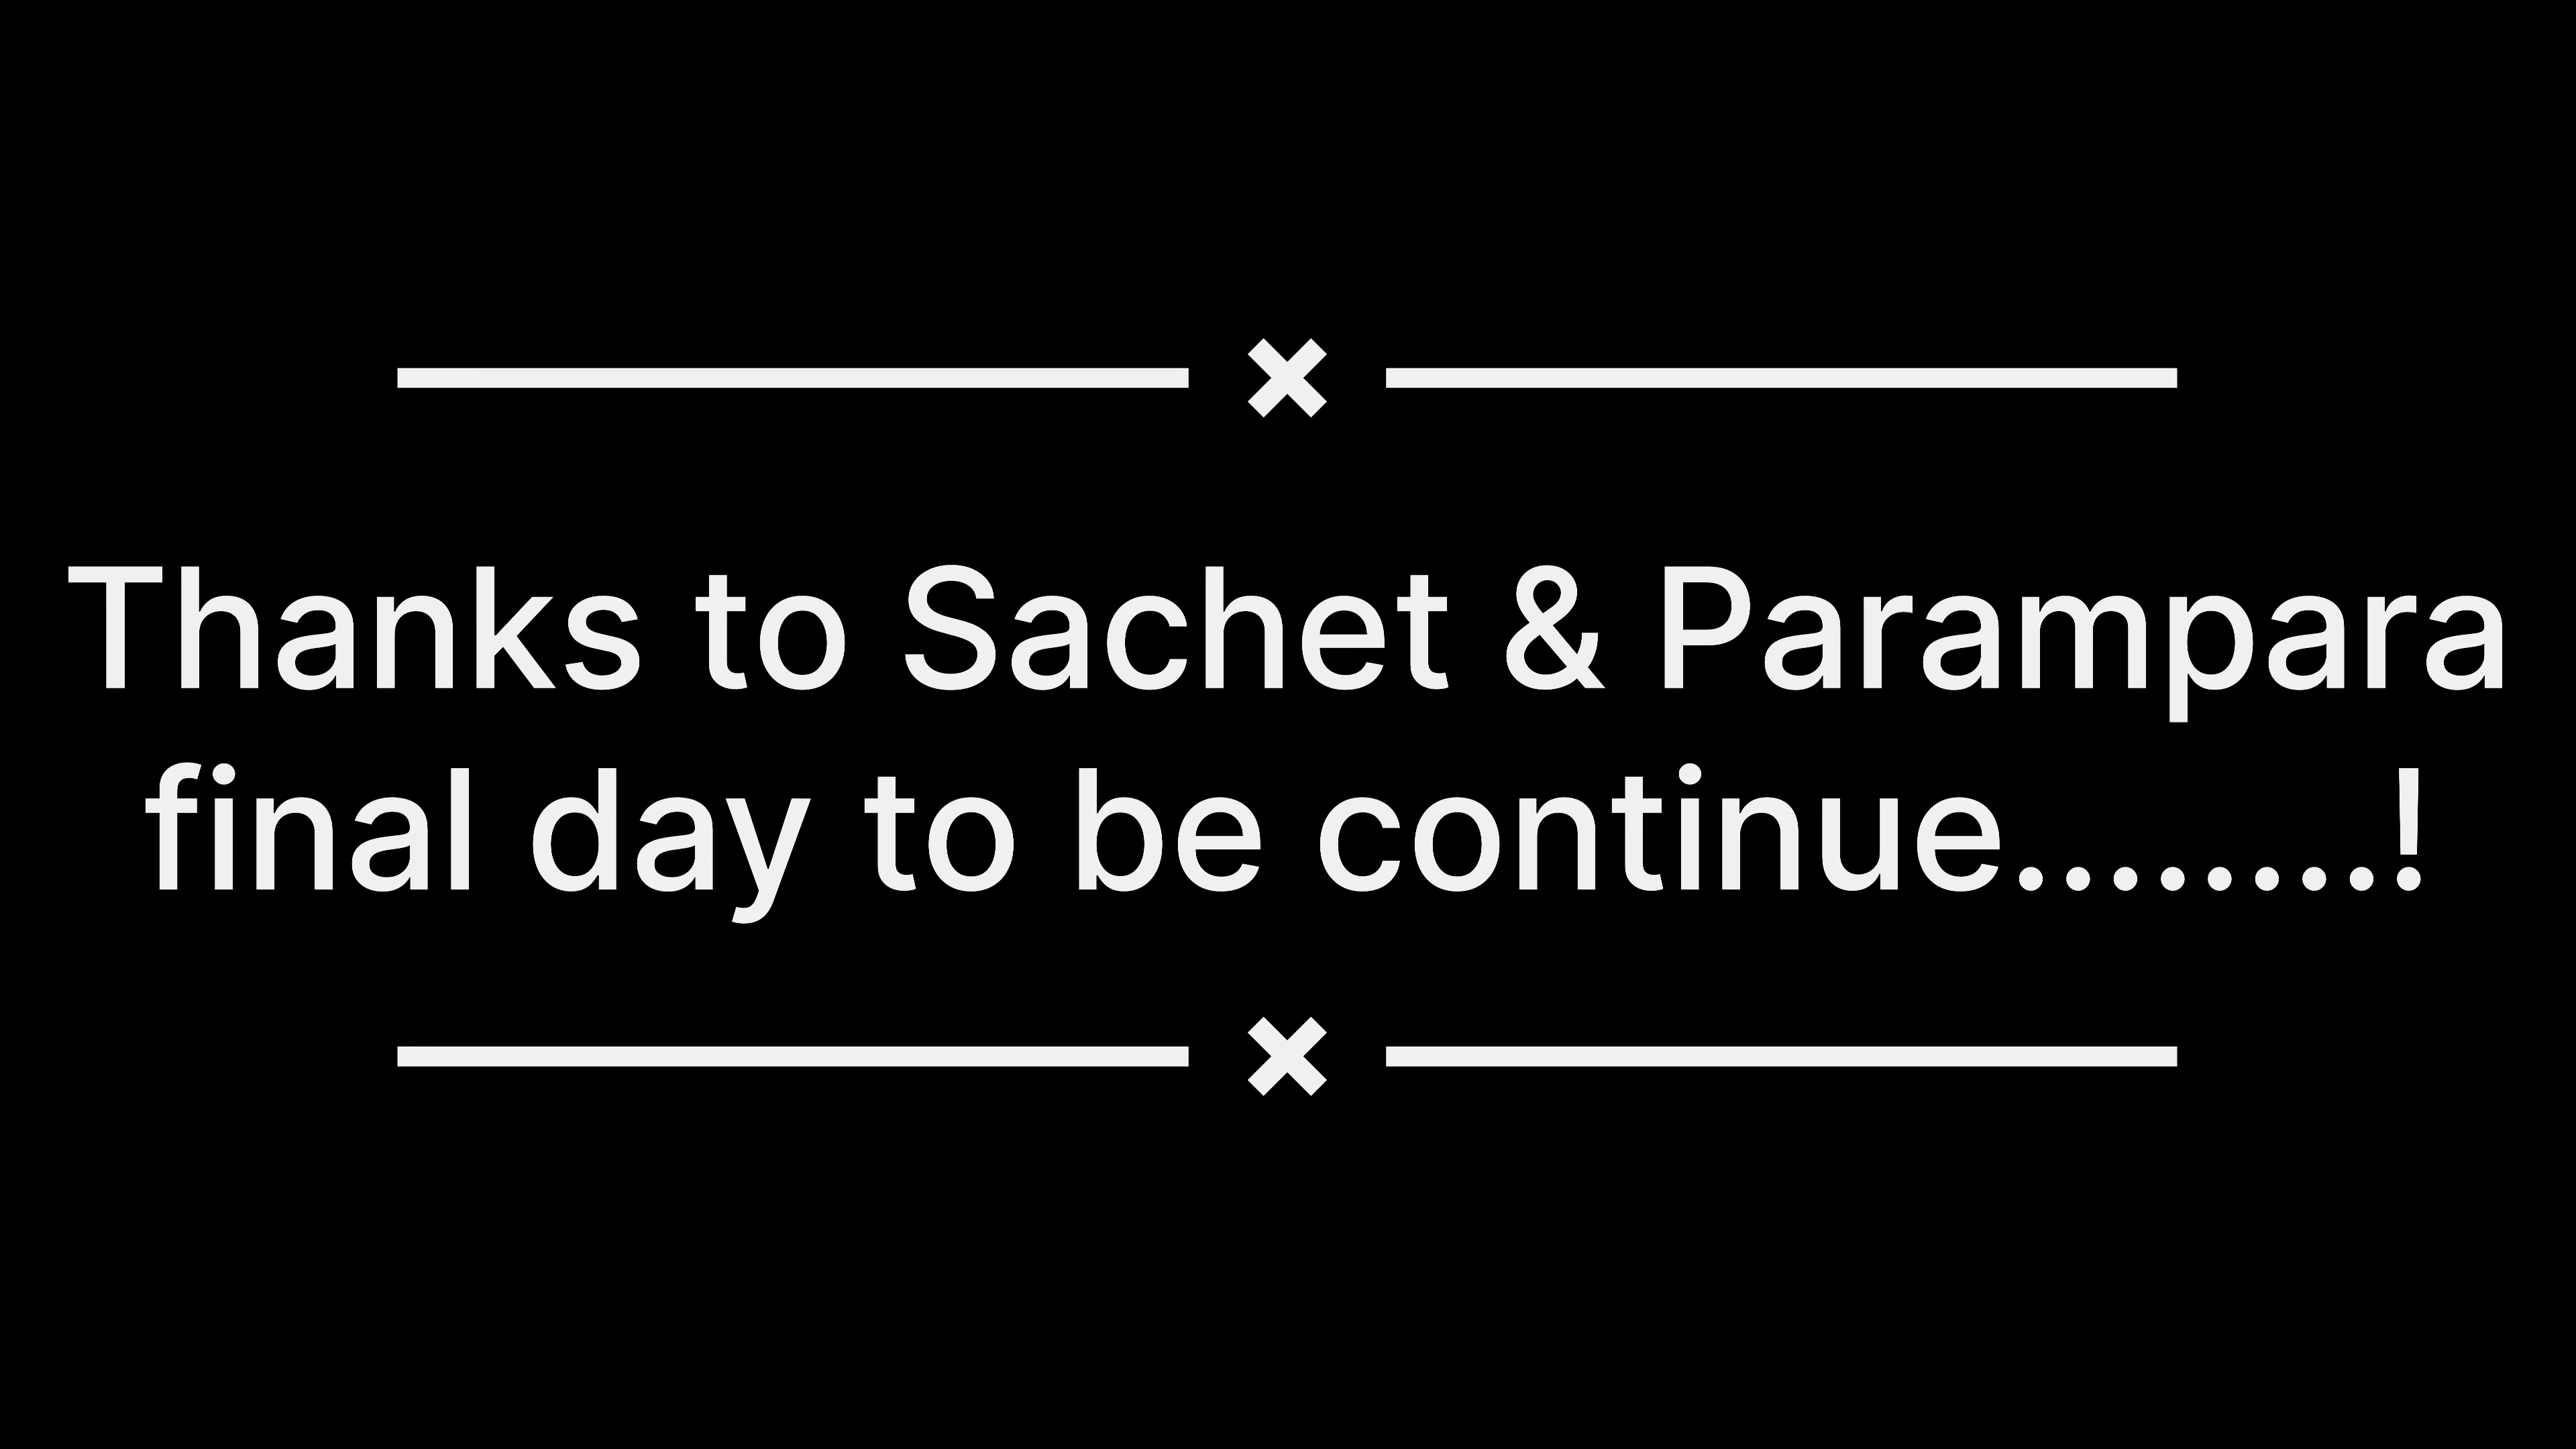 Thanks to Sachet & Parampara
final day to be continue........!